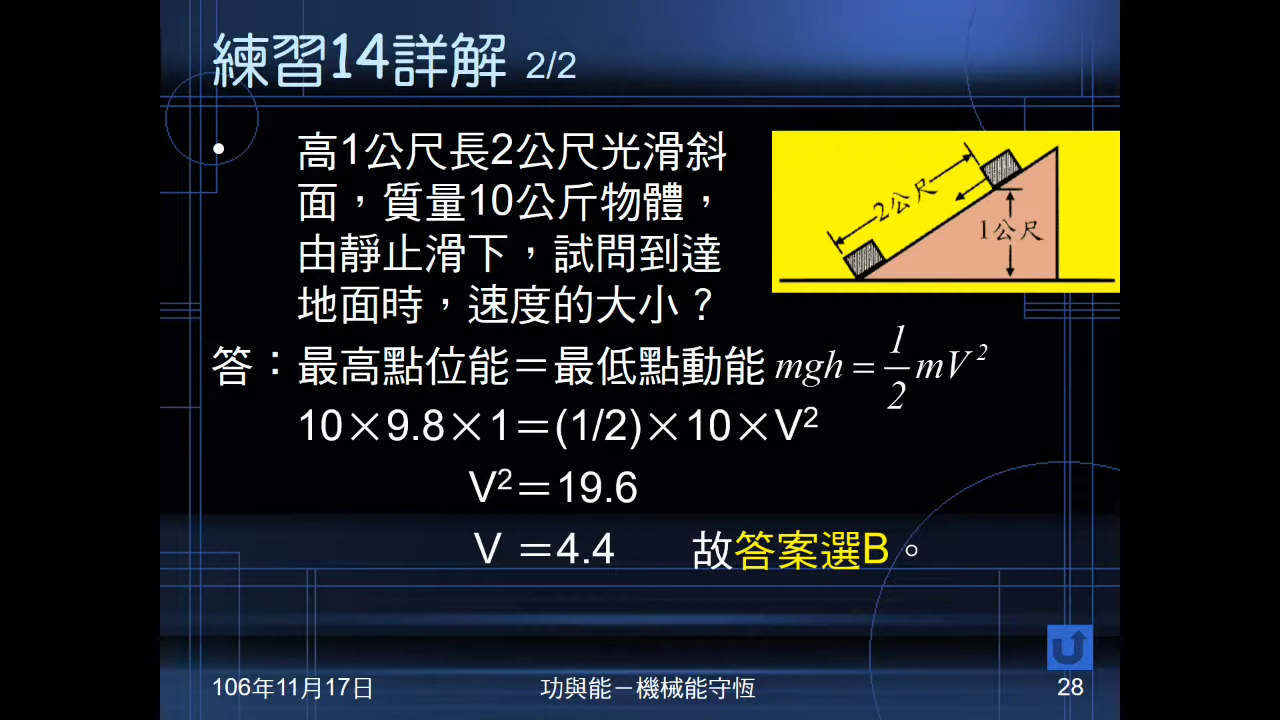 練習14詳解 2/2
• 高1公尺長2公尺光滑斜
面，質量10公斤物體，
由靜止滑下，試問到達
地面時，速度的大小？
2公尺
1公尺
答：最高點位能＝最低點動能 mgh = 1/2 mV²
10×9.8×1＝(1/2)×10×V²
V²＝19.6
V ＝4.4 故答案選B。
106年11月17日 功與能－機械能守恆 28